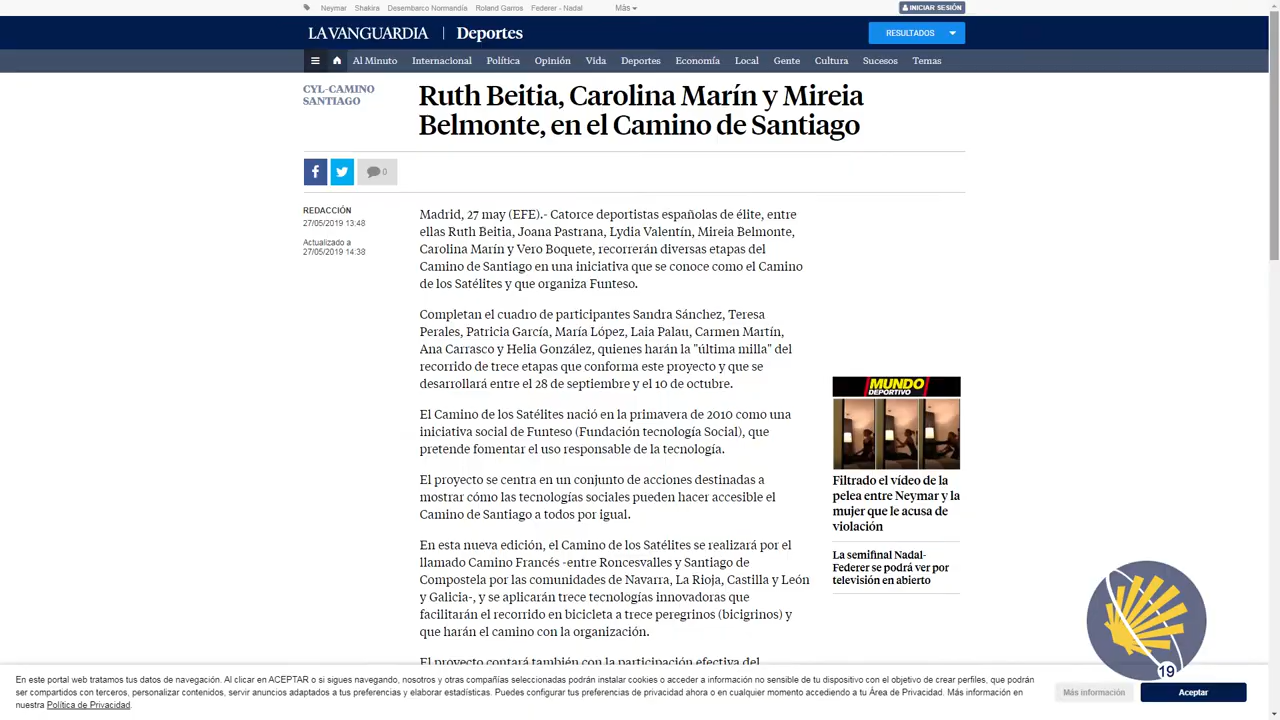 Neymar Shakira Desembarco Normandía Roland Garros Federer - Nadal Más
INICIAR SESIÓN
LA VANGUARDIA | Deportes
RESULTADOS
Al Minuto Internacional Política Opinión Vida Deportes Economía Local Gente Cultura Sucesos Temas
CYL-CAMINO
SANTIAGO
Ruth Beitia, Carolina Marín y Mireia
Belmonte, en el Camino de Santiago
0
REDACCIÓN
27/05/2019 13:48
Actualizado a
27/05/2019 14:38
Madrid, 27 may (EFE).- Catorce deportistas españolas de élite, entre
ellas Ruth Beitia, Joana Pastrana, Lydia Valentín, Mireia Belmonte,
Carolina Marín y Vero Boquete, recorrerán diversas etapas del
Camino de Santiago en una iniciativa que se conoce como el Camino
de los Satélites y que organiza Funteso.
Completan el cuadro de participantes Sandra Sánchez, Teresa
Perales, Patricia García, María López, Laia Palau, Carmen Martín,
Ana Carrasco y Helia González, quienes harán la "última milla" del
recorrido de trece etapas que conforma este proyecto y que se
desarrollará entre el 28 de septiembre y el 10 de octubre.
El Camino de los Satélites nació en la primavera de 2010 como una
iniciativa social de Funteso (Fundación tecnología Social), que
pretende fomentar el uso responsable de la tecnología.
El proyecto se centra en un conjunto de acciones destinadas a
mostrar cómo las tecnologías sociales pueden hacer accesible el
Camino de Santiago a todos por igual.
En esta nueva edición, el Camino de los Satélites se realizará por el
llamado Camino Francés -entre Roncesvalles y Santiago de
Compostela por las comunidades de Navarra, La Rioja, Castilla y León
y Galicia-, y se aplicarán trece tecnologías innovadoras que
facilitarán el recorrido en bicicleta a trece peregrinos (bicigrinos) y
que harán el camino con la organización.
El proyecto contará también con la participación efectiva del
MUNDO
DEPORTIVO
Filtrado el vídeo de la
pelea entre Neymar y la
mujer que le acusa de
violación
La semifinal Nadal-
Federer se podrá ver por
televisión en abierto
19
En este portal web tratamos tus datos de navegación. Al clicar en ACEPTAR o si sigues navegando, nosotros y otras compañías seleccionadas podrán instalar cookies o acceder a información no sensible de tu dispositivo con el objetivo de crear perfiles, que podrán
ser compartidos con terceros, personalizar contenidos, servir anuncios adaptados a tus preferencias y elaborar estadísticas. Puedes configurar tus preferencias de privacidad ahora o en cualquier momento accediendo a tu Área de Privacidad. Más información en
nuestra Política de Privacidad.
Más información
Aceptar